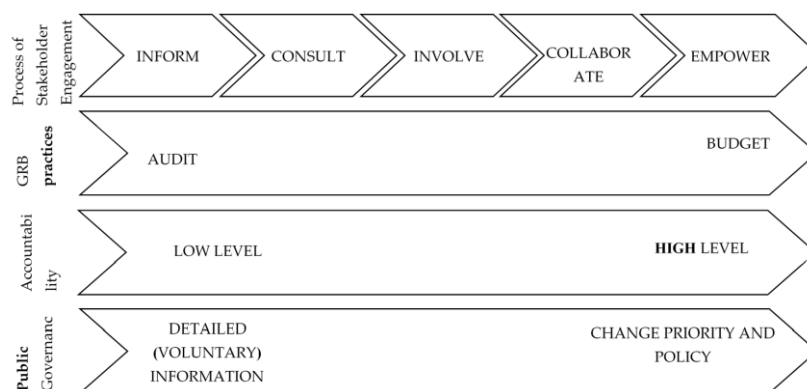 Process of
Stakeholder
Engagement
INFORM
CONSULT
INVOLVE
COLLABOR
ATE
EMPOWER
GRB
practices
AUDIT
BUDGET
Accountabi
lity
LOW LEVEL
HIGH LEVEL
Public
Governanc
DETAILED
(VOLUNTARY)
INFORMATION
CHANGE PRIORITY AND
POLICY